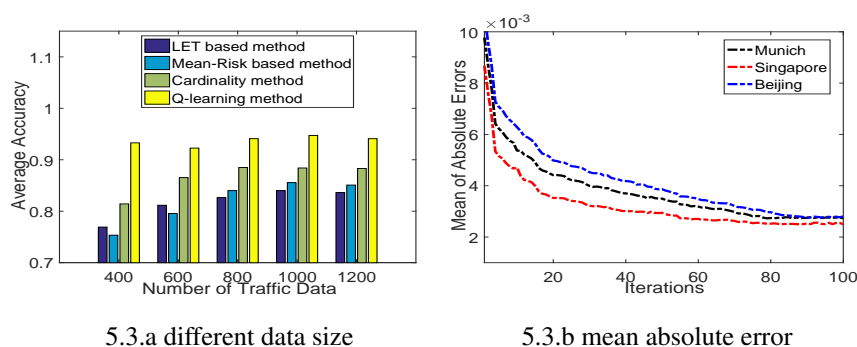 1.1
1
0.9
0.8
0.7
Average Accuracy
LET based method
Mean-Risk based method
Cardinality method
Q-learning method
400 600 800 1000 1200
Number of Traffic Data
5.3.a different data size
×10⁻³
10
8
6
4
2
Mean of Absolute Errors
Munich
Singapore
Beijing
20 40 60 80 100
Iterations
5.3.b mean absolute error